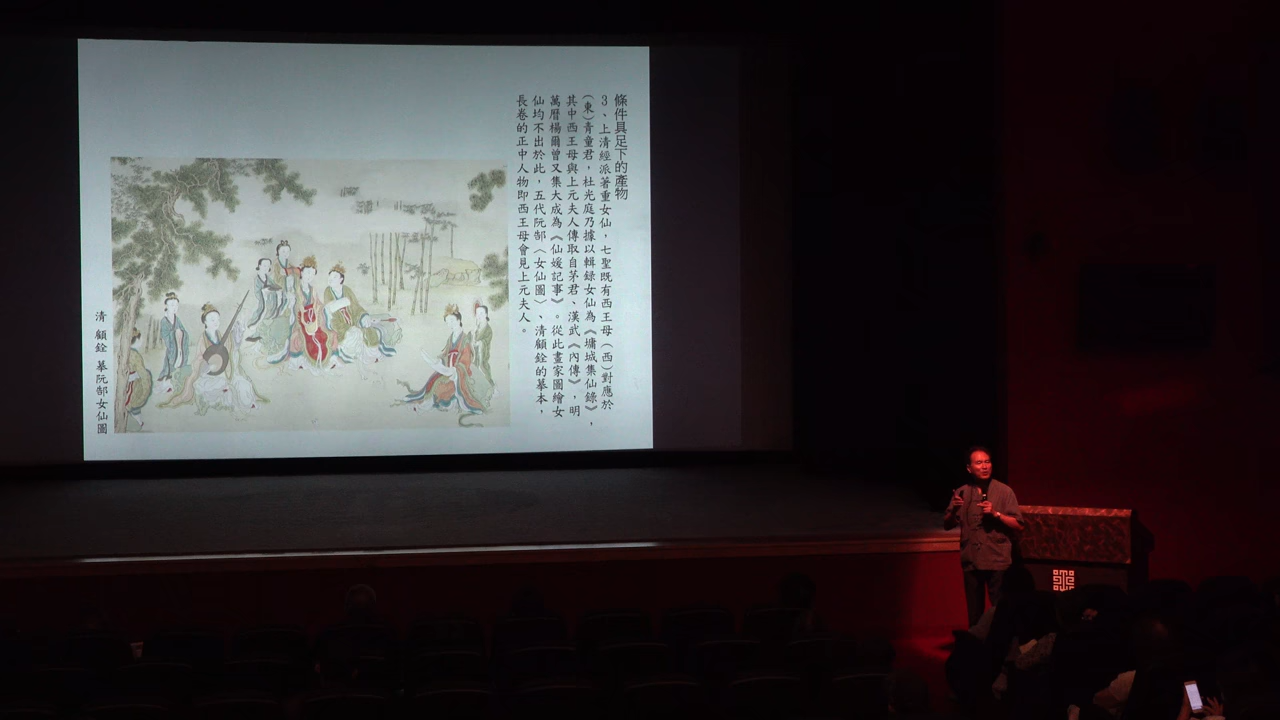 條件具足下的產物
3、上清經派著重女仙，七聖既有西王母(西)對應於
(東)青童君，杜光庭乃據以輯錄女仙為《墉城集仙錄》，
其中西王母與上元夫人傳取自茅君、漢武《內傳》，明
萬曆楊爾曾又集大成為《仙媛記事》。從此畫家圖繪女
仙均不出於此，五代阮郜〈女仙圖〉、清顧銓的摹本，
長卷的正中人物即西王母會見上元夫人。
清 顧銓 摹阮郜女仙圖